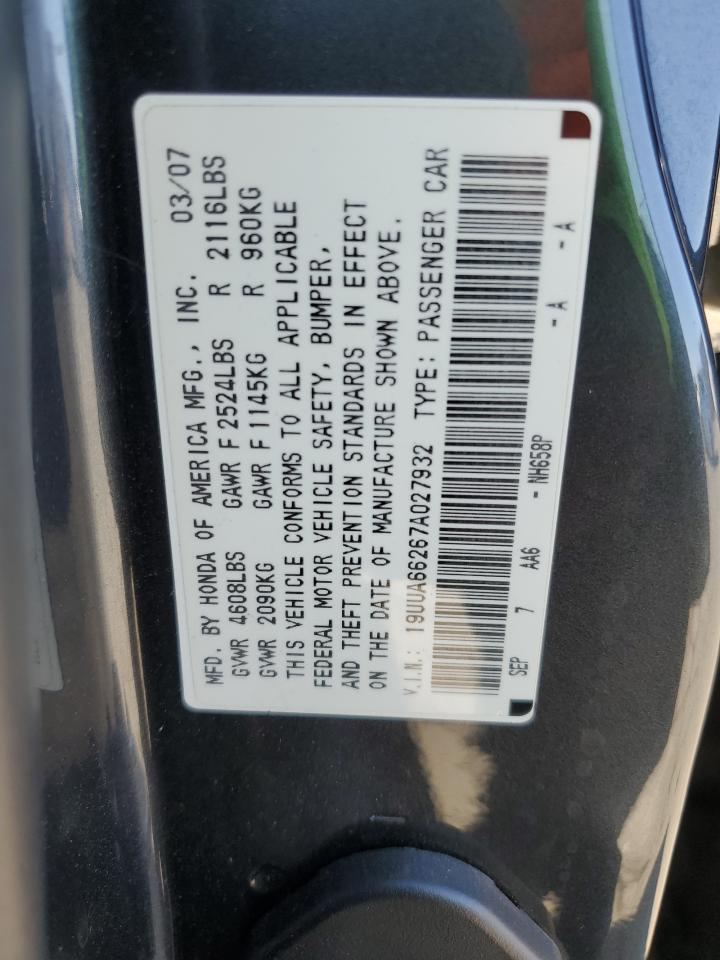 MFD. BY HONDA OF AMERICA MFG., INC. 03/07
GVWR 4608LBS GAWR F 2524LBS R 2116LBS
GVWR 2090KG GAWR F 1145KG R 960KG
THIS VEHICLE CONFORMS TO ALL APPLICABLE
FEDERAL MOTOR VEHICLE SAFETY, BUMPER,
AND THEFT PREVENTION STANDARDS IN EFFECT
ON THE DATE OF MANUFACTURE SHOWN ABOVE.
V.I.N.: 19UUA66267A027932 TYPE: PASSENGER CAR
SEP 7 AA6 - NH658P - A - A